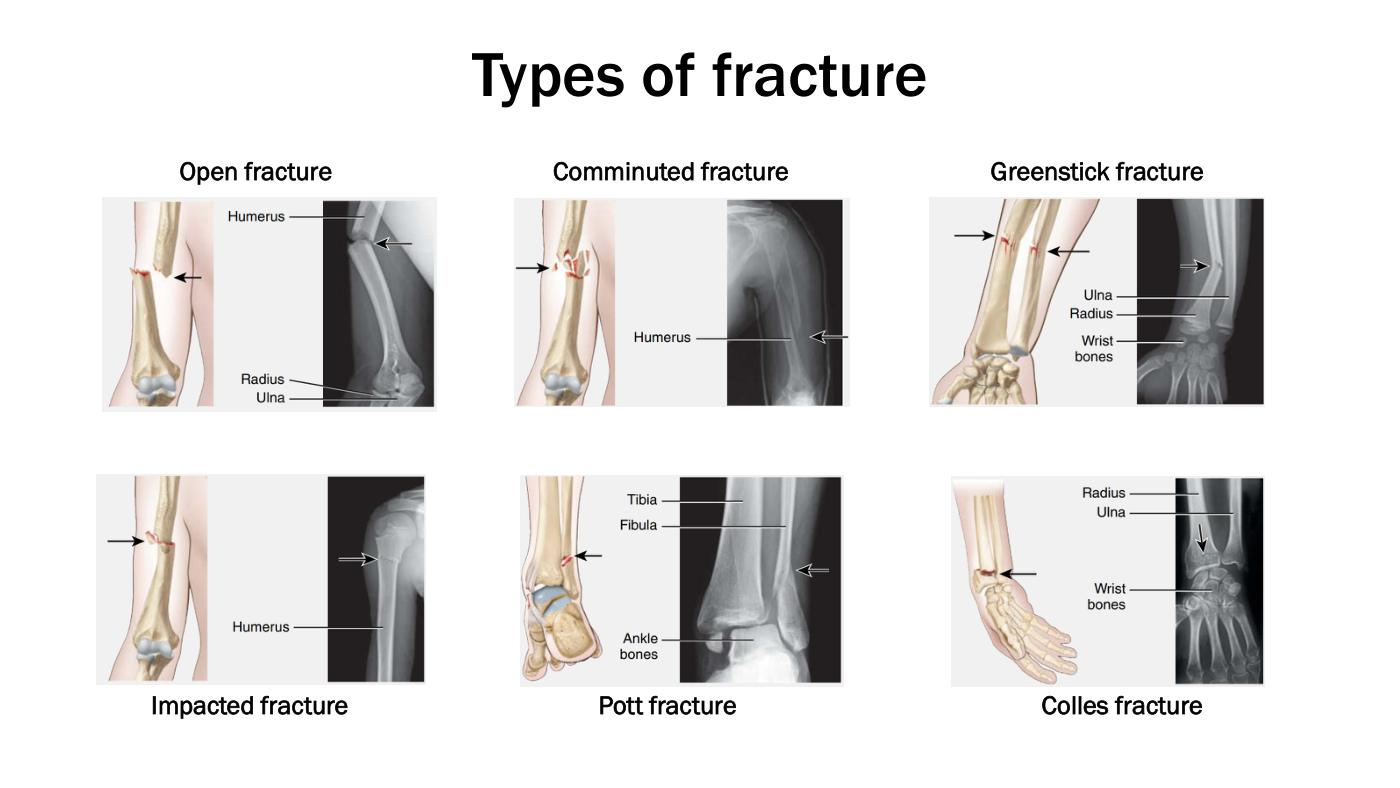 Types of fracture
Open fracture
Humerus
Radius
Ulna
Comminuted fracture
Humerus
Greenstick fracture
Ulna
Radius
Wrist
bones
Humerus
Impacted fracture
Tibia
Fibula
Ankle
bones
Pott fracture
Radius
Ulna
Wrist
bones
Colles fracture